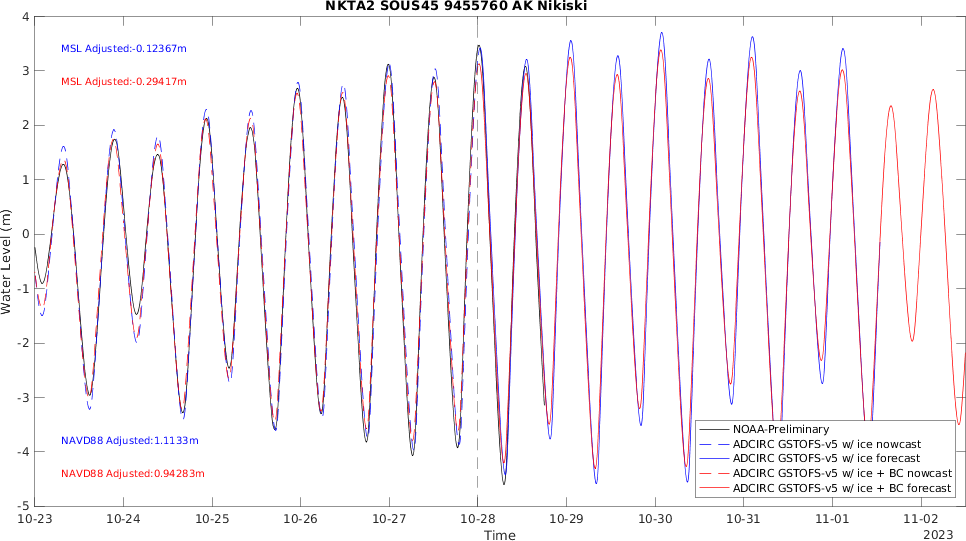 NKTA2 SOUS45 9455760 AK Nikiski
MSL Adjusted:-0.12367m
MSL Adjusted:-0.29417m
NAVD88 Adjusted:1.1133m
NAVD88 Adjusted:0.94283m
Water Level (m)
4
3
2
1
0
-1
-2
-3
-4
-5
NOAA-Preliminary
ADCIRC GSTOFS-v5 w/ ice nowcast
ADCIRC GSTOFS-v5 w/ ice forecast
ADCIRC GSTOFS-v5 w/ ice + BC nowcast
ADCIRC GSTOFS-v5 w/ ice + BC forecast
10-23 10-24 10-25 10-26 10-27 10-28 10-29 10-30 10-31 11-01 11-02
Time
2023